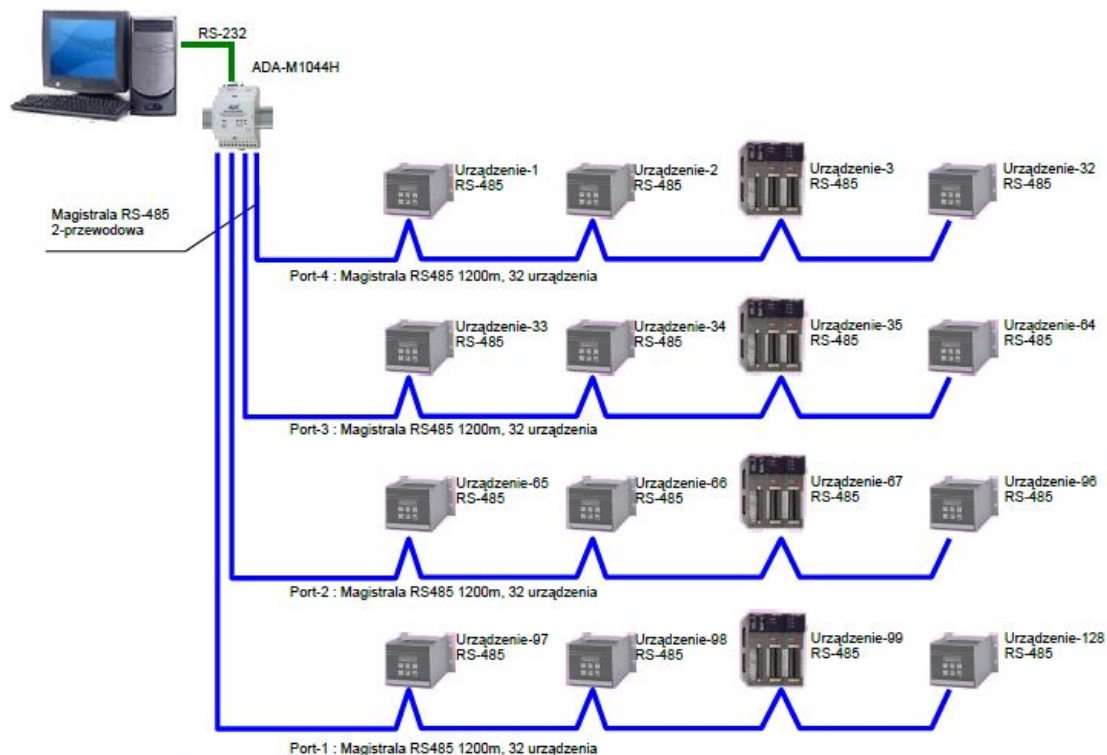 RS-232
ADA-M1044H
Urządzenie-1
RS-485
Urządzenie-2
RS-485
Urządzenie-3
RS-485
Urządzenie-32
RS-485
Magistrala RS-485
2-przewodowa
Port-4 : Magistrala RS485 1200m, 32 urządzenia
Urządzenie-33
RS-485
Urządzenie-34
RS-485
Urządzenie-35
RS-485
Urządzenie-64
RS-485
Port-3 : Magistrala RS485 1200m, 32 urządzenia
Urządzenie-65
RS-485
Urządzenie-66
RS-485
Urządzenie-67
RS-485
Urządzenie-96
RS-485
Port-2 : Magistrala RS485 1200m, 32 urządzenia
Urządzenie-97
RS-485
Urządzenie-98
RS-485
Urządzenie-99
RS-485
Urządzenie-128
RS-485
Port-1 : Magistrala RS485 1200m, 32 urządzenia